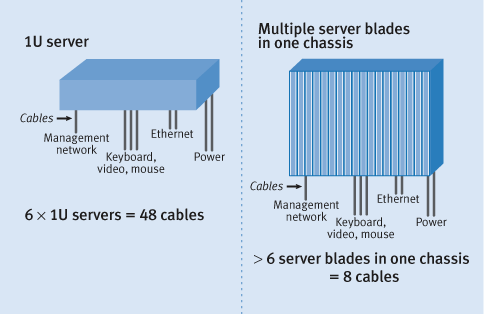 1U server
Cables
Management
network
Keyboard,
video, mouse
Ethernet
Power
6 × 1U servers = 48 cables
Multiple server blades
in one chassis
Cables
Management
network
Keyboard,
video, mouse
Ethernet
Power
> 6 server blades in one chassis
= 8 cables